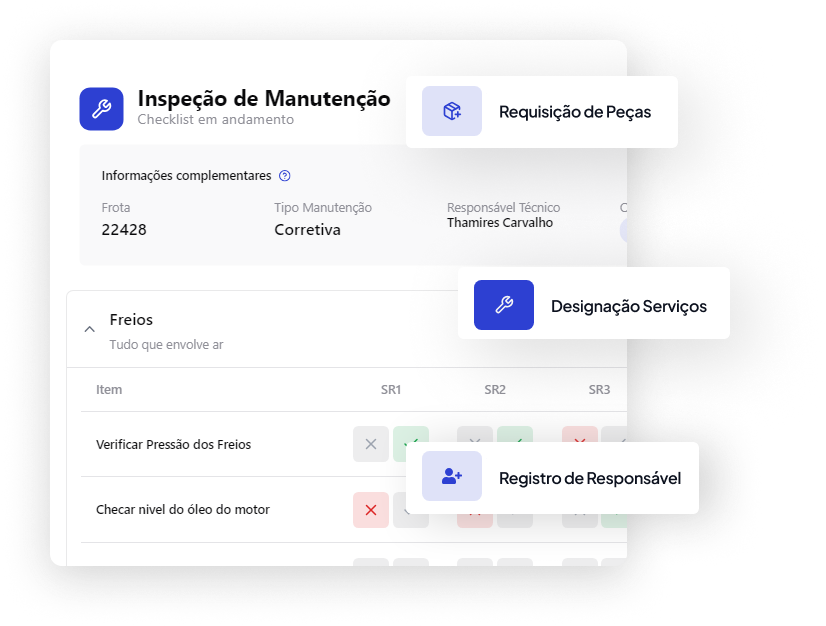 Inspeção de Manutenção
Checklist em andamento
Requisição de Peças
Informações complementares
Frota
Tipo Manutenção
Responsável Técnico
22428
Corretiva
Thamires Carvalho
Designação Serviços
Freios
Tudo que envolve ar
Item
SR1
SR2
SR3
Verificar Pressão dos Freios
Registro de Responsável
Checar nivel do óleo do motor